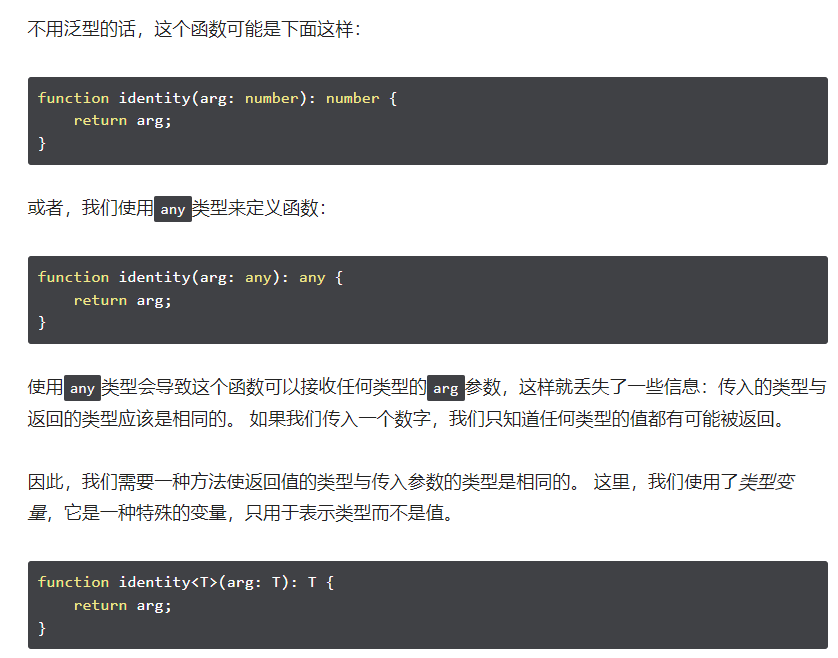 不用泛型的话，这个函数可能是下面这样：
function identity(arg: number): number {
    return arg;
}
或者，我们使用any类型来定义函数：
function identity(arg: any): any {
    return arg;
}
使用any类型会导致这个函数可以接收任何类型的arg参数，这样就丢失了一些信息：传入的类型与
返回的类型应该是相同的。 如果我们传入一个数字，我们只知道任何类型的值都有可能被返回。
因此，我们需要一种方法使返回值的类型与传入参数的类型是相同的。 这里，我们使用了类型变
量，它是一种特殊的变量，只用于表示类型而不是值。
function identity<T>(arg: T): T {
    return arg;
}